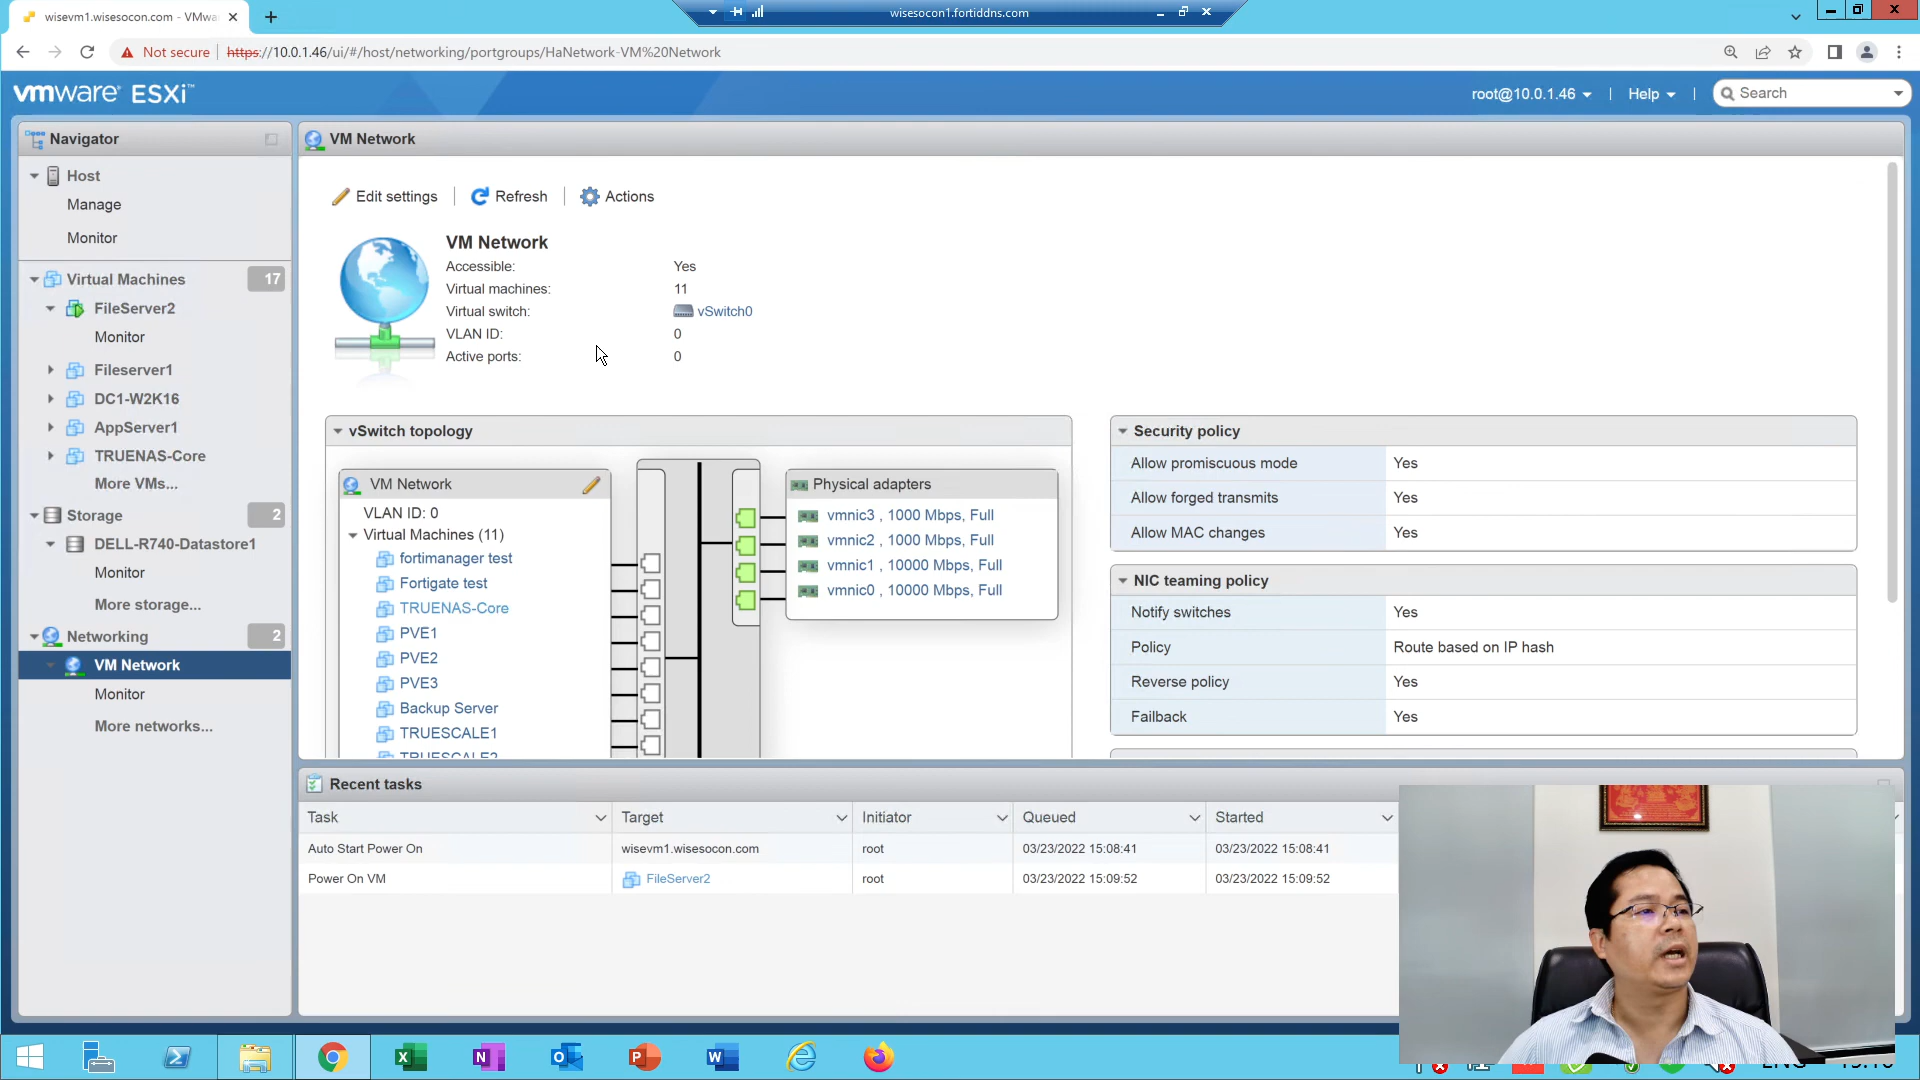 wisevm1.wisesocon.com - VMwa
wisesocon1.fortiddns.com
Not secure
https://10.0.1.46/ui/#/host/networking/portgroups/HaNetwork-VM%20Network
vmware ESXi™
root@10.0.1.46
Help
Search
Navigator
Host
Manage
Monitor
Virtual Machines
17
FileServer2
Monitor
Fileserver1
DC1-W2K16
AppServer1
TRUENAS-Core
More VMs...
Storage
2
DELL-R740-Datastore1
Monitor
More storage...
Networking
2
VM Network
Monitor
More networks...
VM Network
Edit settings
Refresh
Actions
VM Network
Accessible: Yes
Virtual machines: 11
Virtual switch: vSwitch0
VLAN ID: 0
Active ports: 0
vSwitch topology
VM Network
VLAN ID: 0
Virtual Machines (11)
fortimanager test
Fortigate test
TRUENAS-Core
PVE1
PVE2
PVE3
Backup Server
TRUESCALE1
TRUESCALE2
Physical adapters
vmnic3 , 1000 Mbps, Full
vmnic2 , 1000 Mbps, Full
vmnic1 , 10000 Mbps, Full
vmnic0 , 10000 Mbps, Full
Security policy
Allow promiscuous mode Yes
Allow forged transmits Yes
Allow MAC changes Yes
NIC teaming policy
Notify switches Yes
Policy Route based on IP hash
Reverse policy Yes
Failback Yes
Recent tasks
Task Target Initiator Queued Started
Auto Start Power On wisevm1.wisesocon.com root 03/23/2022 15:08:41 03/23/2022 15:08:41
Power On VM FileServer2 root 03/23/2022 15:09:52 03/23/2022 15:09:52